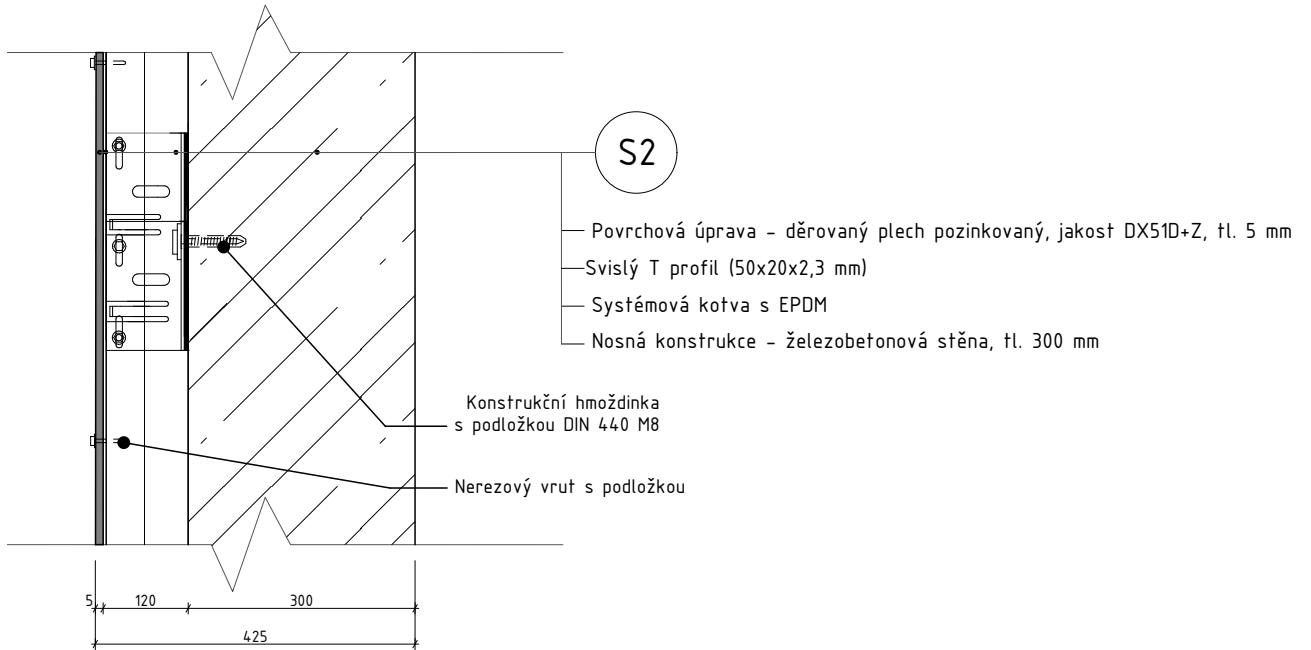 S2
Povrchová úprava - děrovaný plech pozinkovaný, jakost DX51D+Z, tl. 5 mm
Svislý T profil (50x20x2,3 mm)
Systémová kotva s EPDM
Nosná konstrukce - železobetonová stěna, tl. 300 mm
Konstrukční hmoždinka
s podložkou DIN 440 M8
Nerezový vrut s podložkou
5 120 300
425